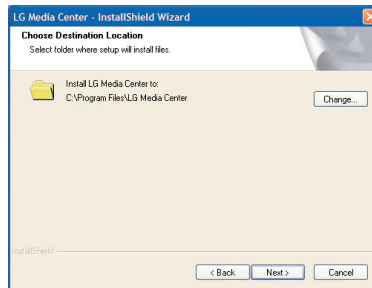 LG Media Center - InstallShield Wizard
Choose Destination Location
Select folder where setup will install files.
Install LG Media Center to:
C:\Program Files\LG Media Center
Change...
InstallShield
< Back
Next >
Cancel